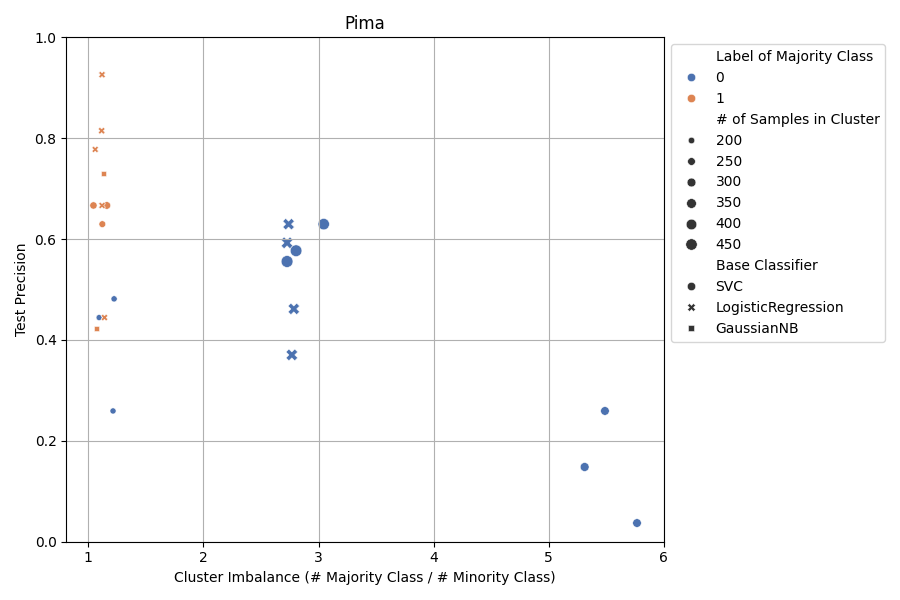 Pima
1.0
0.8
0.6
0.4
0.2
0.0
Test Precision
1
2
3
4
5
6
Cluster Imbalance (# Majority Class / # Minority Class)
Label of Majority Class
0
1
# of Samples in Cluster
200
250
300
350
400
450
Base Classifier
SVC
LogisticRegression
GaussianNB